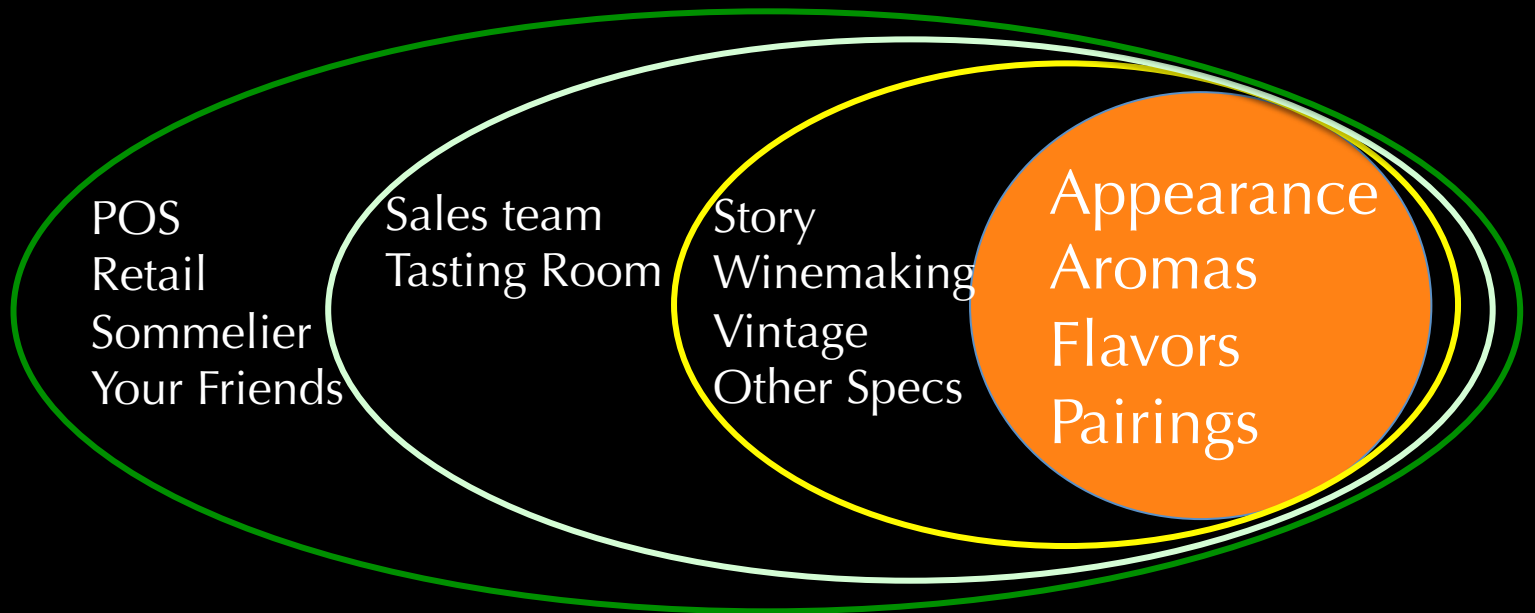 POS
Retail
Sommelier
Your Friends
Sales team
Tasting Room
Story
Winemaking
Vintage
Other Specs
Appearance
Aromas
Flavors
Pairings